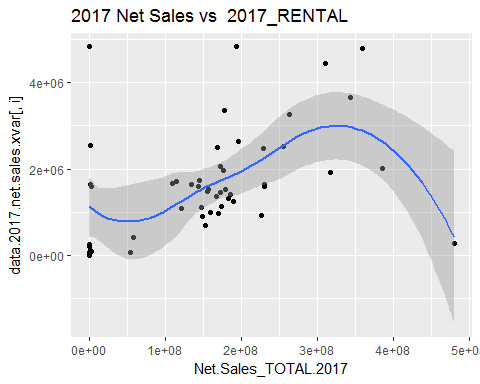 2017 Net Sales vs 2017_RENTAL
data.2017.net.sales.xvar[, i]
4e+06
2e+06
0e+00
0e+00 1e+08 2e+08 3e+08 4e+08 5e+0
Net.Sales_TOTAL.2017